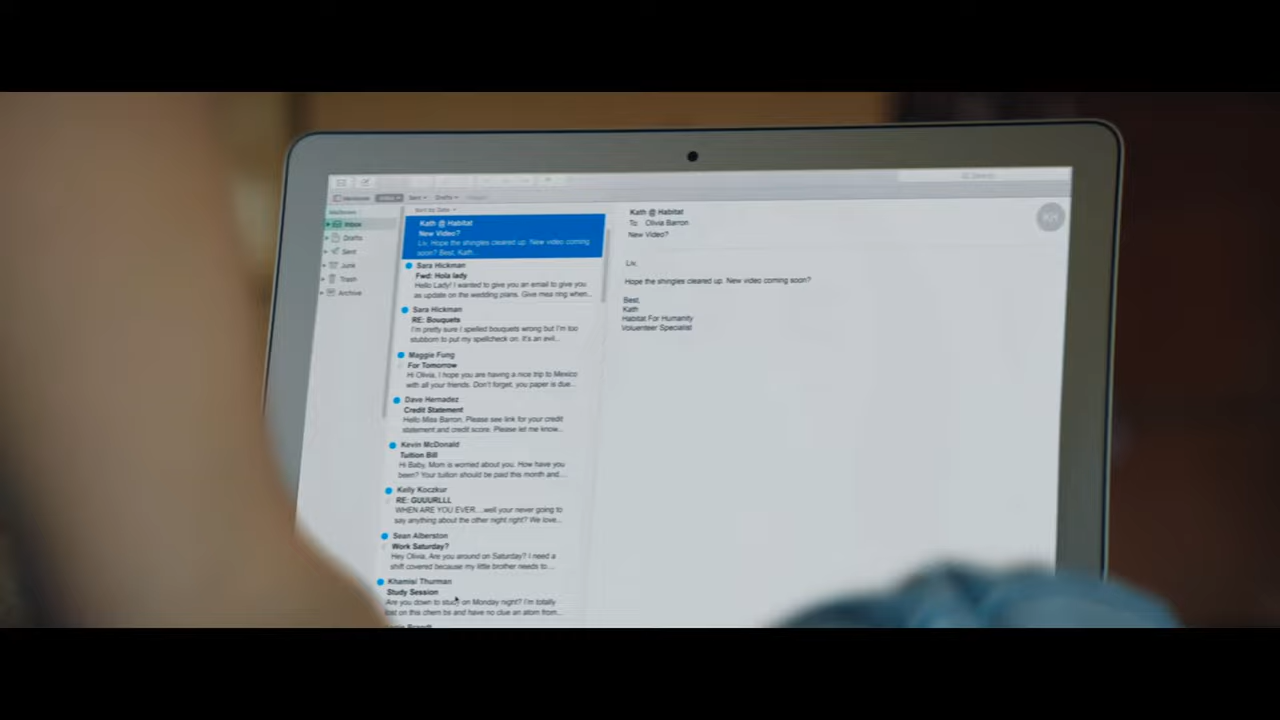 Inbox
Drafts
Sent
Junk
Trash
Archive
Sort by Date
Kath @ Habitat
New Video?
Liv, Hope the shingles cleared up. New video coming
soon? Best, Kath...
Sara Hickman
Fwd: Hola lady
Hello Lady! I wanted to give you an email to give you
as update on the wedding plans. Give mea ring when...
Sara Hickman
RE: Bouquets
I'm pretty sure I spelled bouquets wrong but I'm too
stubborn to put my spellcheck on. It's an evil...
Maggie Fung
For Tomorrow
Hi Olivia, I hope you are having a nice trip to Mexico
with all your friends. Don't forget, you paper is due...
Dave Hernadez
Credit Statement
Hello Miss Barron, Please see link for your credit
statement and credit score. Please let me know...
Kevin McDonald
Tuition Bill
Hi Baby, Mom is worried about you. How have you
been? Your tuition should be paid this month and...
Kelly Koczkur
RE: GUUURLLL
WHEN ARE YOU EVER....well your never going to
say anything about the other night right? We love...
Sean Alberston
Work Saturday?
Hey Olivia, Are you around on Saturday? I need a
shift covered because my little brother needs to...
Khamisi Thurman
Study Session
Are you down to study on Monday night? I'm totally
lost on this chem bs and have no clue an atom from...
Kath @ Habitat
To: Olivia Barron
New Video?
KH
Liv,
Hope the shingles cleared up. New video coming soon?
Best,
Kath
Habitat For Humanity
Volueenteer Specialist